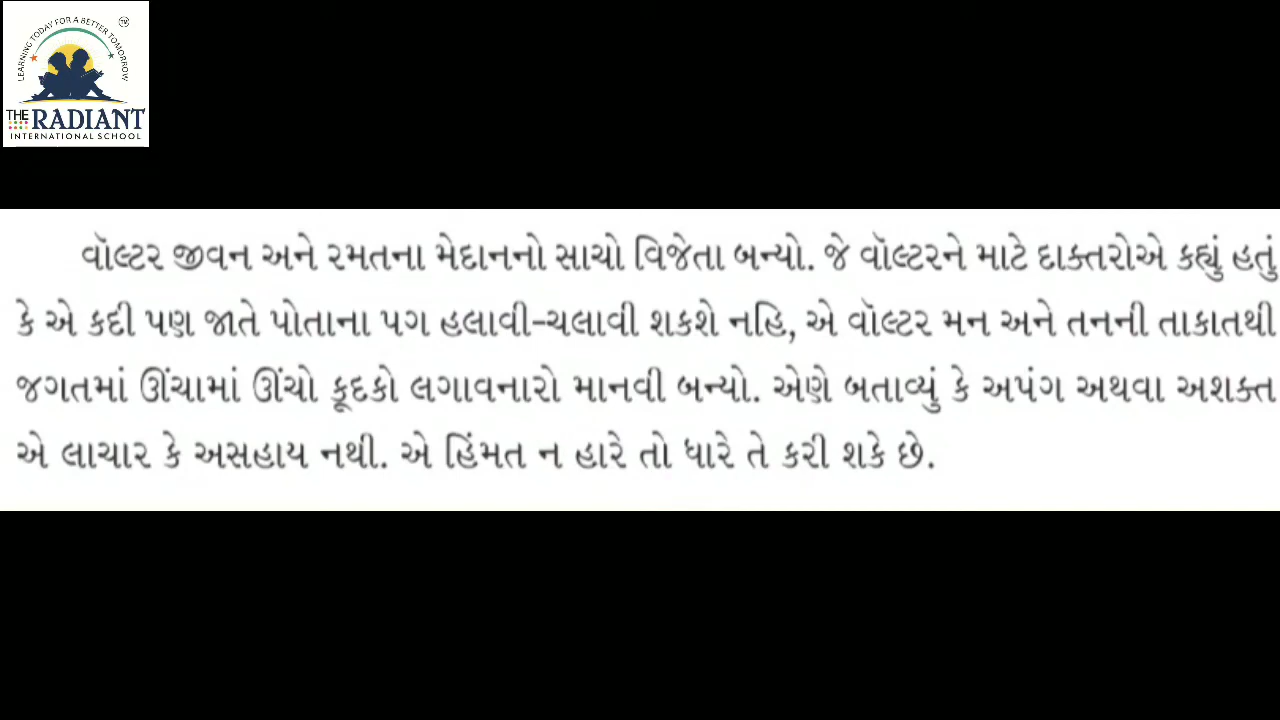 LEARNING TODAY FOR A BETTER TOMORROW
TM
THE RADIANT
INTERNATIONAL SCHOOL
વૉલ્ટર જીવન અને રમતના મેદાનનો સાચો વિજેતા બન્યો. જે વૉલ્ટરને માટે દાક્તરોએ કહ્યું હતું
કે એ કદી પણ જાતે પોતાના પગ હલાવી-ચલાવી શકશે નહિ, એ વૉલ્ટર મન અને તનની તાકાતથી
જગતમાં ઊંચામાં ઊંચો કૂદકો લગાવનારો માનવી બન્યો. એણે બતાવ્યું કે અપંગ અથવા અશક્ત
એ લાચાર કે અસહાય નથી. એ હિંમત ન હારે તો ધારે તે કરી શકે છે.